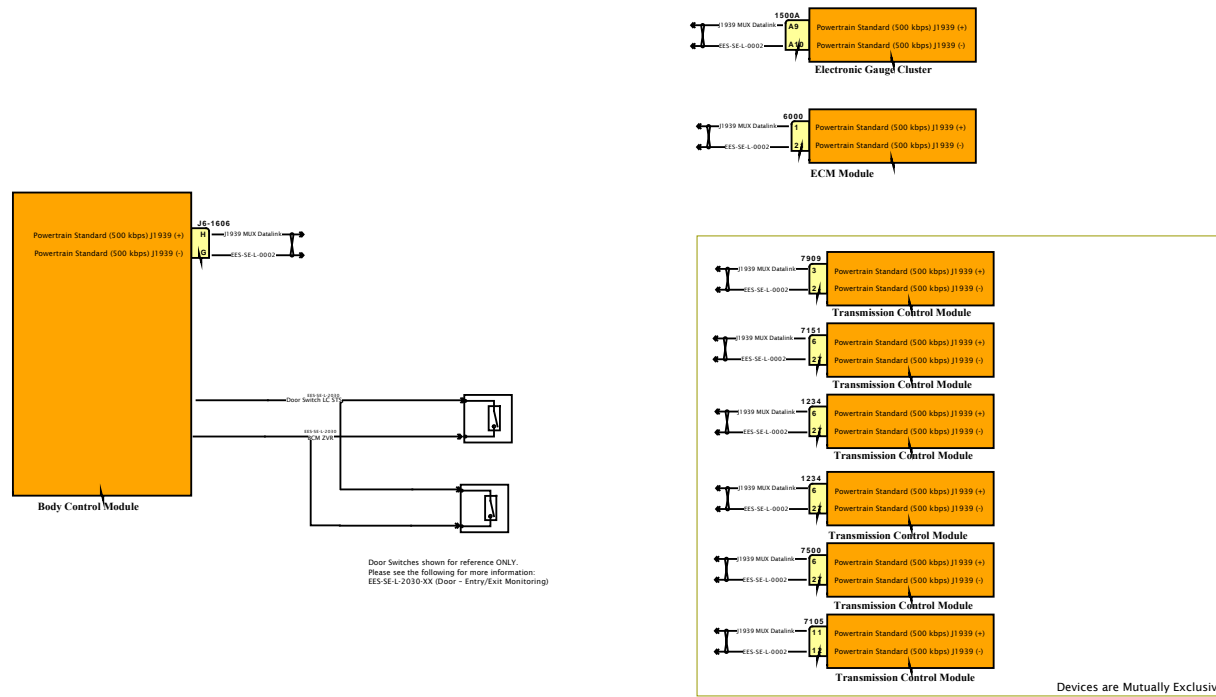 1500A
J1939 MUX Datalink
A9
Powertrain Standard (500 kbps) J1939 (+)
EES-SE-L-0002
A10
Powertrain Standard (500 kbps) J1939 (-)
Electronic Gauge Cluster
6000
J1939 MUX Datalink
1
Powertrain Standard (500 kbps) J1939 (+)
EES-SE-L-0002
2
Powertrain Standard (500 kbps) J1939 (-)
ECM Module
J6-1606
Powertrain Standard (500 kbps) J1939 (+)
H
J1939 MUX Datalink
Powertrain Standard (500 kbps) J1939 (-)
G
EES-SE-L-0002
EES-SE-L-2030
Door Switch LC STS
EES-SE-L-2030
BCM ZVR
Body Control Module
Door Switches shown for reference ONLY.
Please see the following for more information:
EES-SE-L-2030-XX (Door - Entry/Exit Monitoring)
7909
J1939 MUX Datalink
3
Powertrain Standard (500 kbps) J1939 (+)
EES-SE-L-0002
2
Powertrain Standard (500 kbps) J1939 (-)
Transmission Control Module
7151
J1939 MUX Datalink
6
Powertrain Standard (500 kbps) J1939 (+)
EES-SE-L-0002
Powertrain Standard (500 kbps) J1939 (-)
Transmission Control Module
1234
J1939 MUX Datalink
6
Powertrain Standard (500 kbps) J1939 (+)
EES-SE-L-0002
Powertrain Standard (500 kbps) J1939 (-)
Transmission Control Module
1234
J1939 MUX Datalink
6
Powertrain Standard (500 kbps) J1939 (+)
EES-SE-L-0002
Powertrain Standard (500 kbps) J1939 (-)
Transmission Control Module
7500
J1939 MUX Datalink
6
Powertrain Standard (500 kbps) J1939 (+)
EES-SE-L-0002
Powertrain Standard (500 kbps) J1939 (-)
Transmission Control Module
7105
J1939 MUX Datalink
11
Powertrain Standard (500 kbps) J1939 (+)
EES-SE-L-0002
Powertrain Standard (500 kbps) J1939 (-)
Transmission Control Module
Devices are Mutually Exclusiv